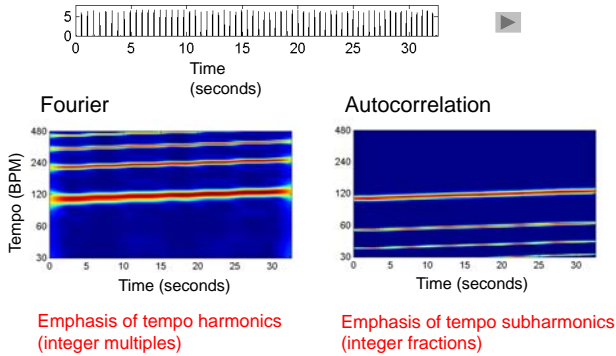 5
0
0 5 10 15 20 25 30
Time
(seconds)
Fourier
Autocorrelation
480
240
120
60
30
Tempo (BPM)
0 5 10 15 20 25 30
Time (seconds)
480
240
120
60
30
0 5 10 15 20 25 30
Time (seconds)
Emphasis of tempo harmonics
(integer multiples)
Emphasis of tempo subharmonics
(integer fractions)